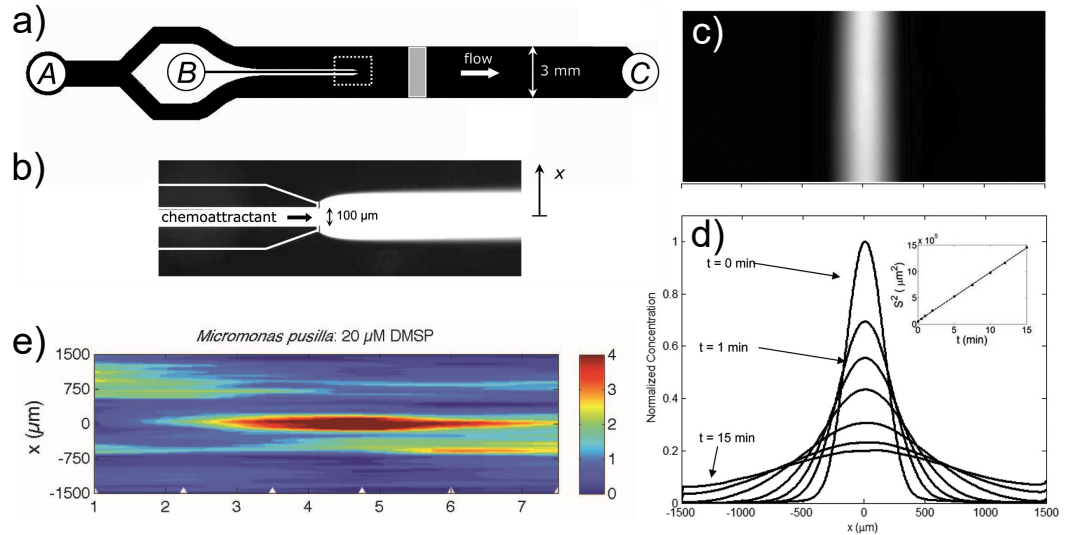 a)
A
B
flow
3 mm
C
b)
chemoattractant
100 μm
x
c)
d)
Normalized Concentration
1
0.8
0.6
0.4
0.2
0
t = 0 min
t = 1 min
t = 15 min
-1500
-1000
-500
0
500
1000
1500
x (μm)
x 10⁵
S² ( μm²)
15
10
5
0
0
5
10
15
t (min)
e)
Micromonas pusilla: 20 μM DMSP
x (μm)
1500
750
0
-750
-1500
1
2
3
4
5
6
7
4
3
2
1
0